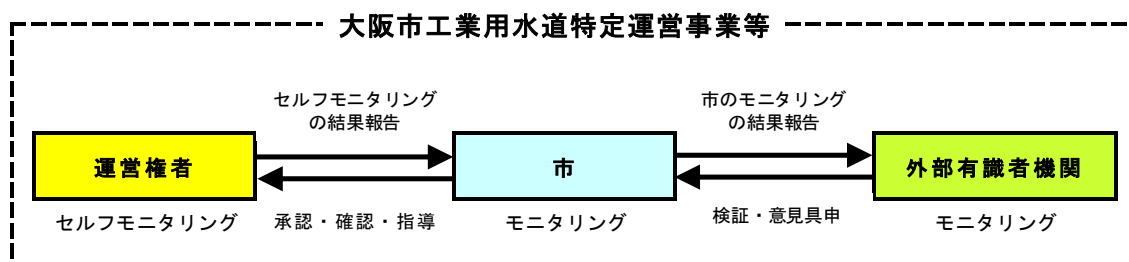 大阪市工業用水道特定運営事業等
セルフモニタリング
の結果報告
市のモニタリング
の結果報告
運営権者
市
外部有識者機関
セルフモニタリング
承認・確認・指導
モニタリング
検証・意見具申
モニタリング